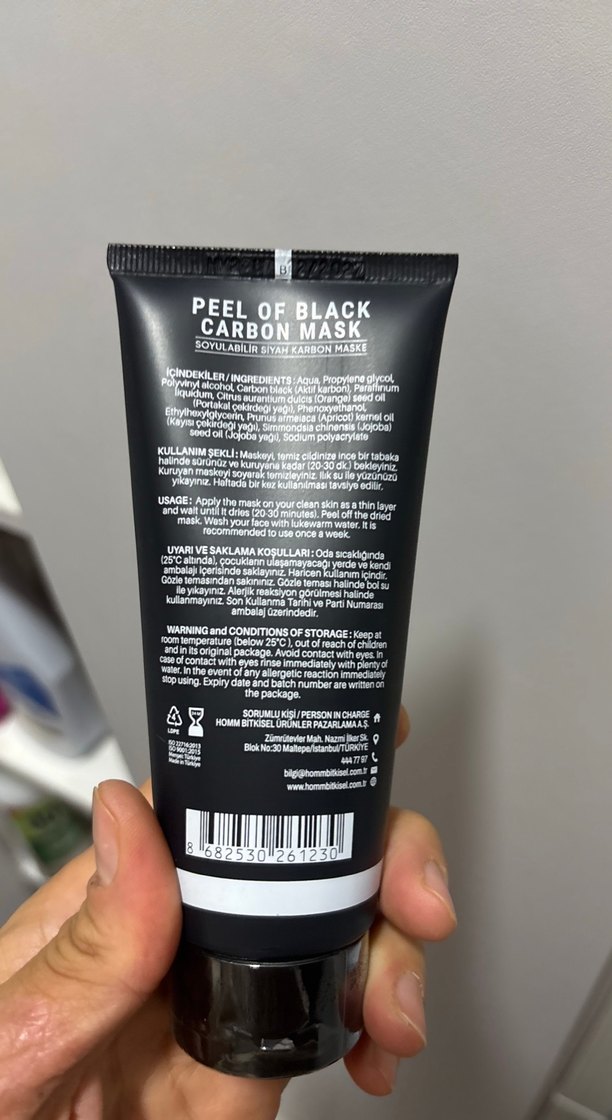 PEEL OF BLACK
CARBON MASK
SOYULABİLİR SİYAH KARBON MASKE
İÇİNDEKİLER / INGREDIENTS : Aqua, Propylene glycol,
Polyvinyl alcohol, Carbon black (Aktif karbon), Paraffinum
liquidum, Citrus aurantium dulcis (Orange) seed oil
(Portakal çekirdeği yağı), Phenoxyethanol,
Ethylhexylglycerin, Prunus armeiaca (Apricot) kernel oil
(Kayısı çekirdeği yağı), Simmondsia chinensis (Jojoba)
seed oil (Jojoba yağı), Sodium polyacrylate
KULLANIM ŞEKLİ : Maskeyi, temiz cildinize ince bir tabaka
halinde sürünüz ve kuruyana kadar (20-30 dk.) bekleyiniz.
Kuruyan maskeyi soyarak temizleyiniz. Ilık su ile yüzünüzü
yıkayınız. Haftada bir kez kullanılması tavsiye edilir.
USAGE : Apply the mask on your clean skin as a thin layer
and wait until it dries (20-30 minutes). Peel off the dried
mask. Wash your face with lukewarm water. It is
recommended to use once a week.
UYARI VE SAKLAMA KOŞULLARI : Oda sıcaklığında
(25°C altında), çocukların ulaşamayacağı yerde ve kendi
ambalajı içerisinde saklayınız. Haricen kullanım içindir.
Gözle temasından sakınınız. Gözle teması halinde bol su
ile yıkayınız. Alerjik reaksiyon görülmesi halinde
kullanmayınız. Son Kullanma Tarihi ve Parti Numarası
ambalaj üzerindedir.
WARNING and CONDITIONS OF STORAGE : Keep at
room temperature (below 25°C ), out of reach of children
and in its original package. Avoid contact with eyes. In
case of contact with eyes rinse immediately with plenty of
water. In the event of any allergetic reaction immediately
stop using. Expiry date and batch number are written on
the package.
SORUMLU KİŞİ / PERSON IN CHARGE
HOMM BITKISEL ÜRÜNLER PAZARLAMA A.Ş.
Zümrütevler Mah. Nazmi İlker Sk.
Blok No:30 Maltepe/İstanbul/TÜRKİYE
444 77 97
bilgi@hommbitkisel.com.tr
www.hommbitkisel.com.tr
LDPE
ISO 22716:2013
ISO 9001:2015
Menşei: Türkiye
Made in Türkiye
8 682530 261230